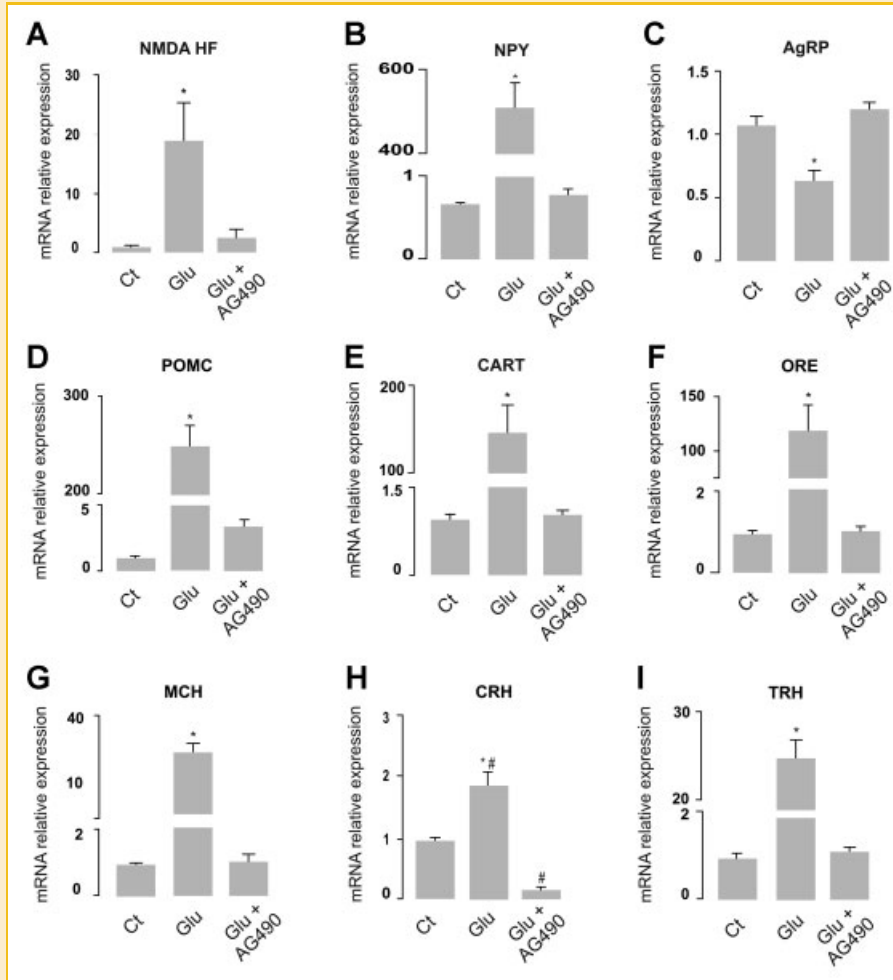 A
NMDA HF
mRNA relative expression
30
20
10
0
*
Ct
Glu
Glu +
AG490
B
NPY
mRNA relative expression
600
400
1
0
*
Ct
Glu
Glu +
AG490
C
AgRP
mRNA relative expression
1.0
0.5
0
*
Ct
Glu
Glu +
AG490
D
POMC
mRNA relative expression
300
200
5
0
*
Ct
Glu
Glu +
AG490
E
CART
mRNA relative expression
200
100
1.5
0
*
Ct
Glu
Glu +
AG490
F
ORE
mRNA relative expression
150
100
2
0
*
Ct
Glu
Glu +
AG490
G
MCH
mRNA relative expression
40
10
2
0
*
Ct
Glu
Glu +
AG490
H
CRH
mRNA relative expression
3
2
1
0
*#
#
Ct
Glu
Glu +
AG490
I
TRH
mRNA relative expression
30
20
2
0
*
Ct
Glu
Glu +
AG490